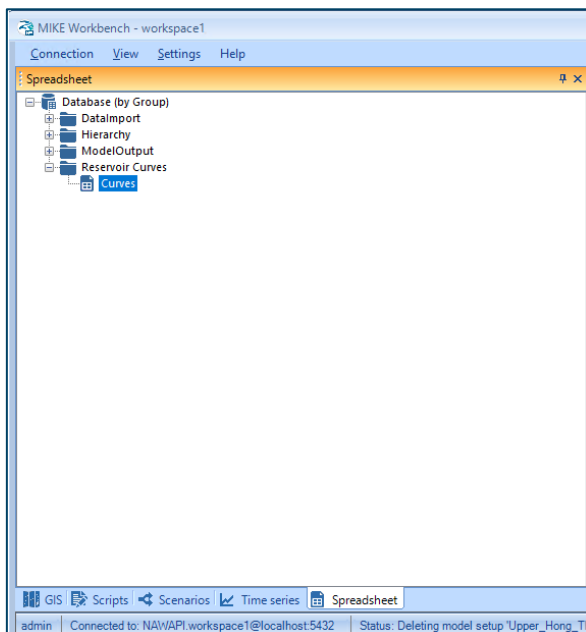 MIKE Workbench - workspace1
Connection View Settings Help
Spreadsheet
Database (by Group)
DataImport
Hierarchy
ModelOutput
Reservoir Curves
Curves
GIS Scripts Scenarios Time series Spreadsheet
admin Connected to: NAWAPI.workspace1@localhost:5432 Status: Deleting model setup 'Upper_Hong_